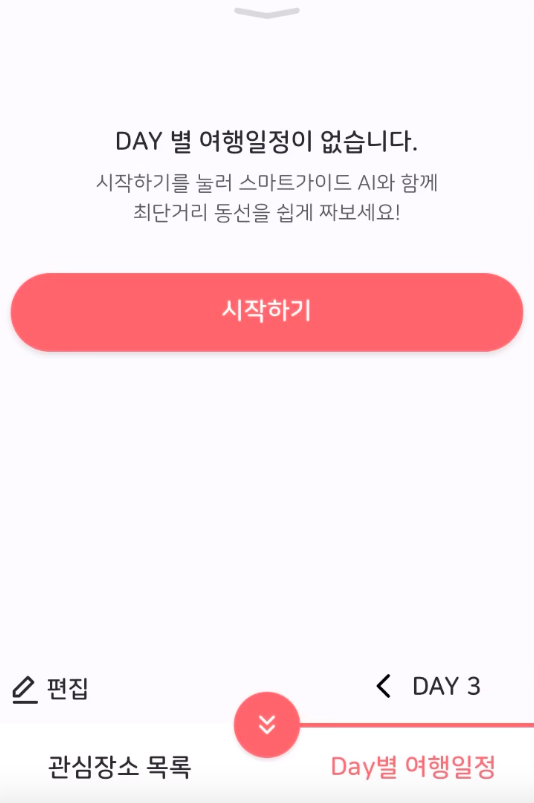 DAY 별 여행일정이 없습니다.
시작하기를 눌러 스마트가이드 AI와 함께
최단거리 동선을 쉽게 짜보세요!
시작하기
편집
DAY 3
관심장소 목록
Day별 여행일정